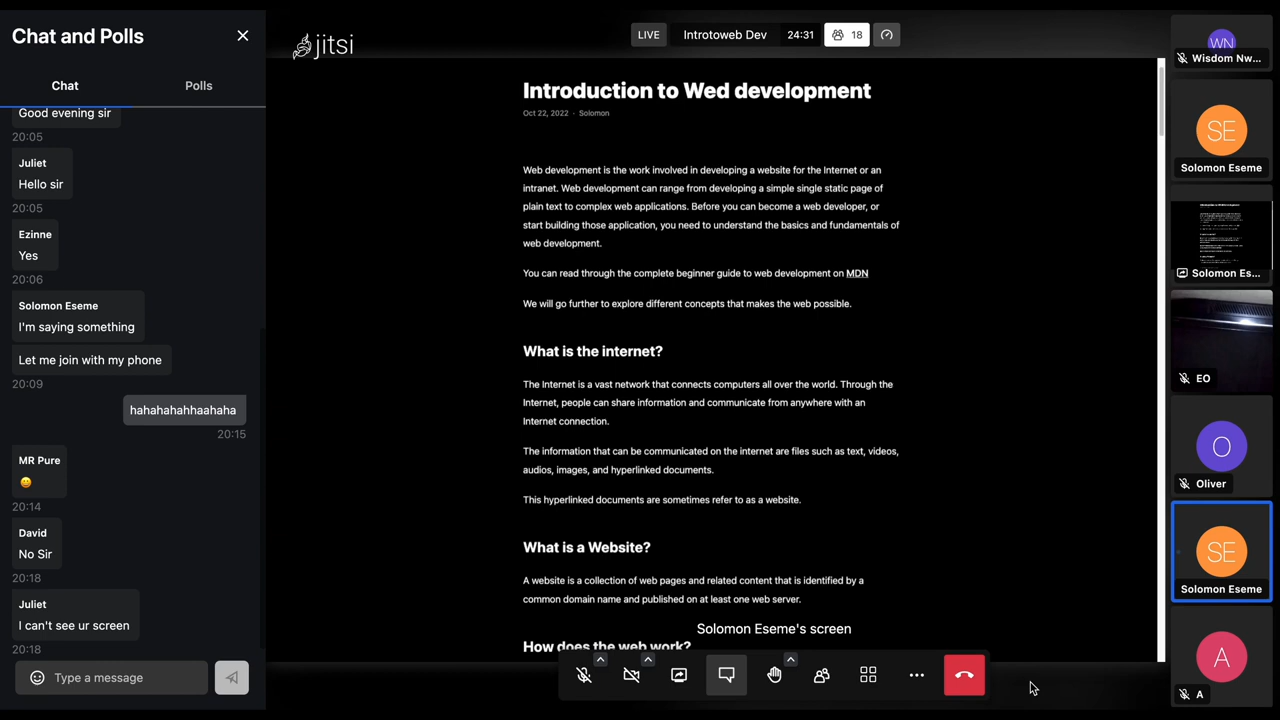 Chat and Polls
Chat
Polls
Good evening sir
20:05
Juliet
Hello sir
20:05
Ezinne
Yes
20:06
Solomon Eseme
I'm saying something
Let me join with my phone
20:09
hahahahahhaahaha
20:15
MR Pure
20:14
David
No Sir
20:18
Juliet
I can't see ur screen
20:18
Type a message
jitsi
LIVE
Introtoweb Dev
24:31
18
Introduction to Wed development
Oct 22, 2022 · Solomon
Web development is the work involved in developing a website for the Internet or an
intranet. Web development can range from developing a simple single static page of
plain text to complex web applications. Before you can become a web developer, or
start building those application, you need to understand the basics and fundamentals of
web development.
You can read through the complete beginner guide to web development on MDN
We will go further to explore different concepts that makes the web possible.
What is the internet?
The Internet is a vast network that connects computers all over the world. Through the
Internet, people can share information and communicate from anywhere with an
Internet connection.
The information that can be communicated on the internet are files such as text, videos,
audios, images, and hyperlinked documents.
This hyperlinked documents are sometimes refer to as a website.
What is a Website?
A website is a collection of web pages and related content that is identified by a
common domain name and published on at least one web server.
How does the web work?
Solomon Eseme's screen
WN
Wisdom Nw...
SE
Solomon Eseme
Solomon Es...
EO
O
Oliver
SE
Solomon Eseme
A
A